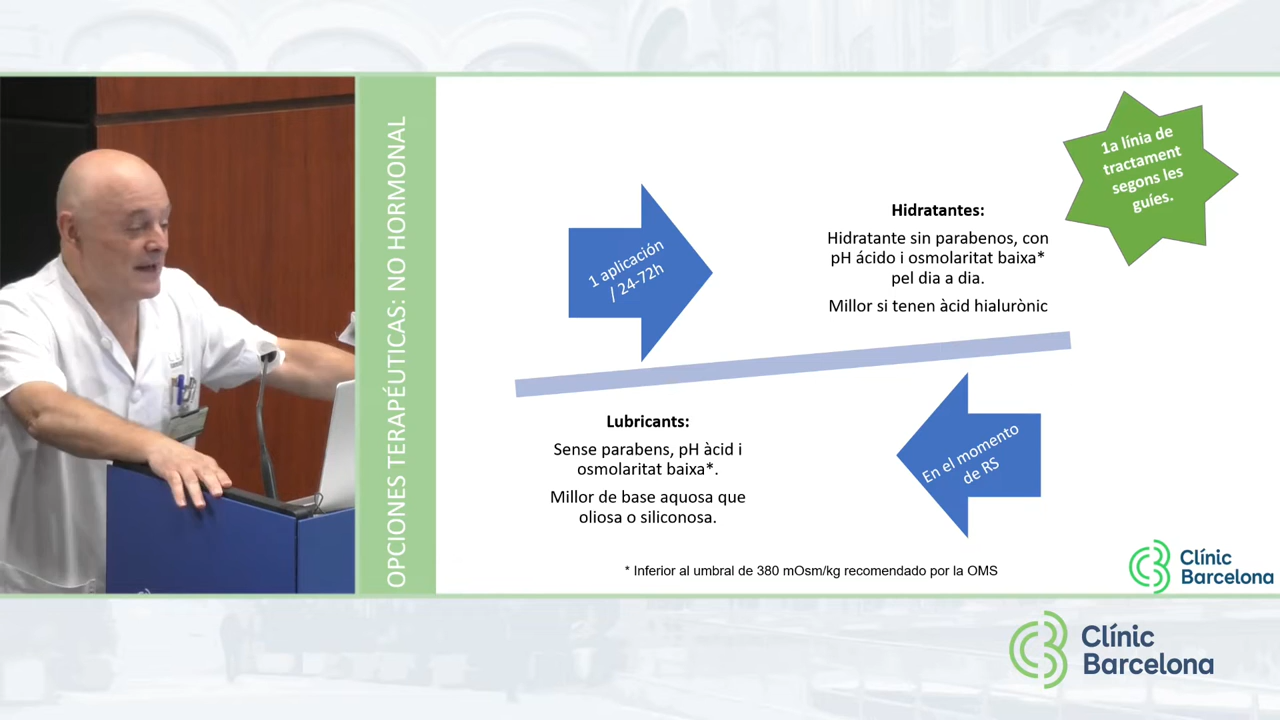 OPCIONES TERAPÉUTICAS: NO HORMONAL
1a línia de
tractament
segons les
guíes.
1 aplicación
/ 24-72h
Hidratantes:
Hidratante sin parabenos, con
pH ácido i osmolaritat baixa*
pel dia a dia.
Millor si tenen àcid hialurònic
Lubricants:
Sense parabens, pH àcid i
osmolaritat baixa*.
Millor de base aquosa que
oliosa o siliconosa.
En el momento
de RS
* Inferior al umbral de 380 mOsm/kg recomendado por la OMS
Clínic
Barcelona
Clínic
Barcelona